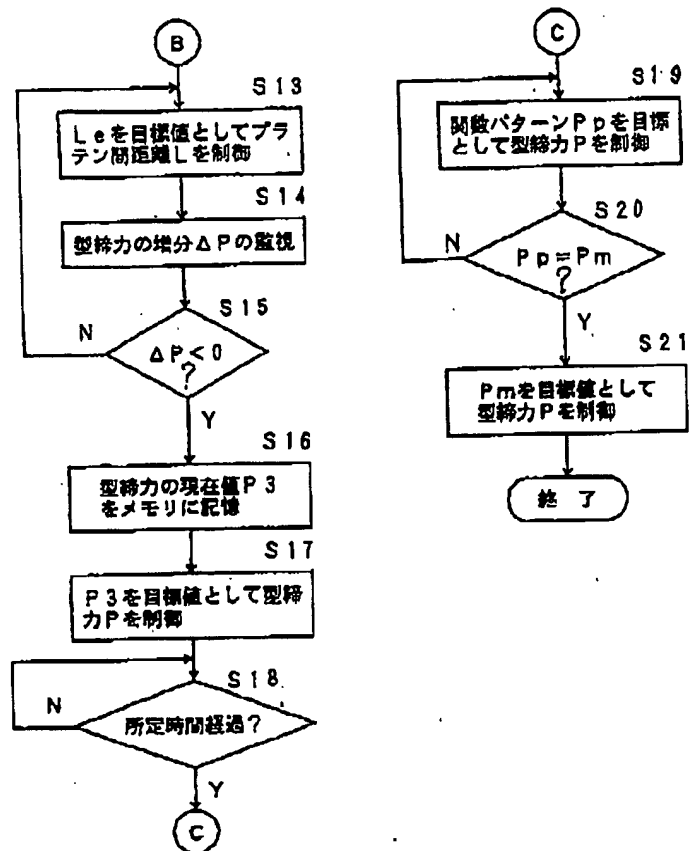 B
S13
Leを目標値としてプラ
テン間距離Lを制御
S14
型締力の増分ΔPの監視
S15
ΔP<0
?
N
Y
S16
型締力の現在値P3
をメモリに記憶
S17
P3を目標値として型締
力Pを制御
S18
所定時間経過?
N
Y
C
C
S19
関数パターンPpを目標
として型締力Pを制御
S20
Pp=Pm
?
N
Y
S21
Pmを目標値として
型締力Pを制御
終了